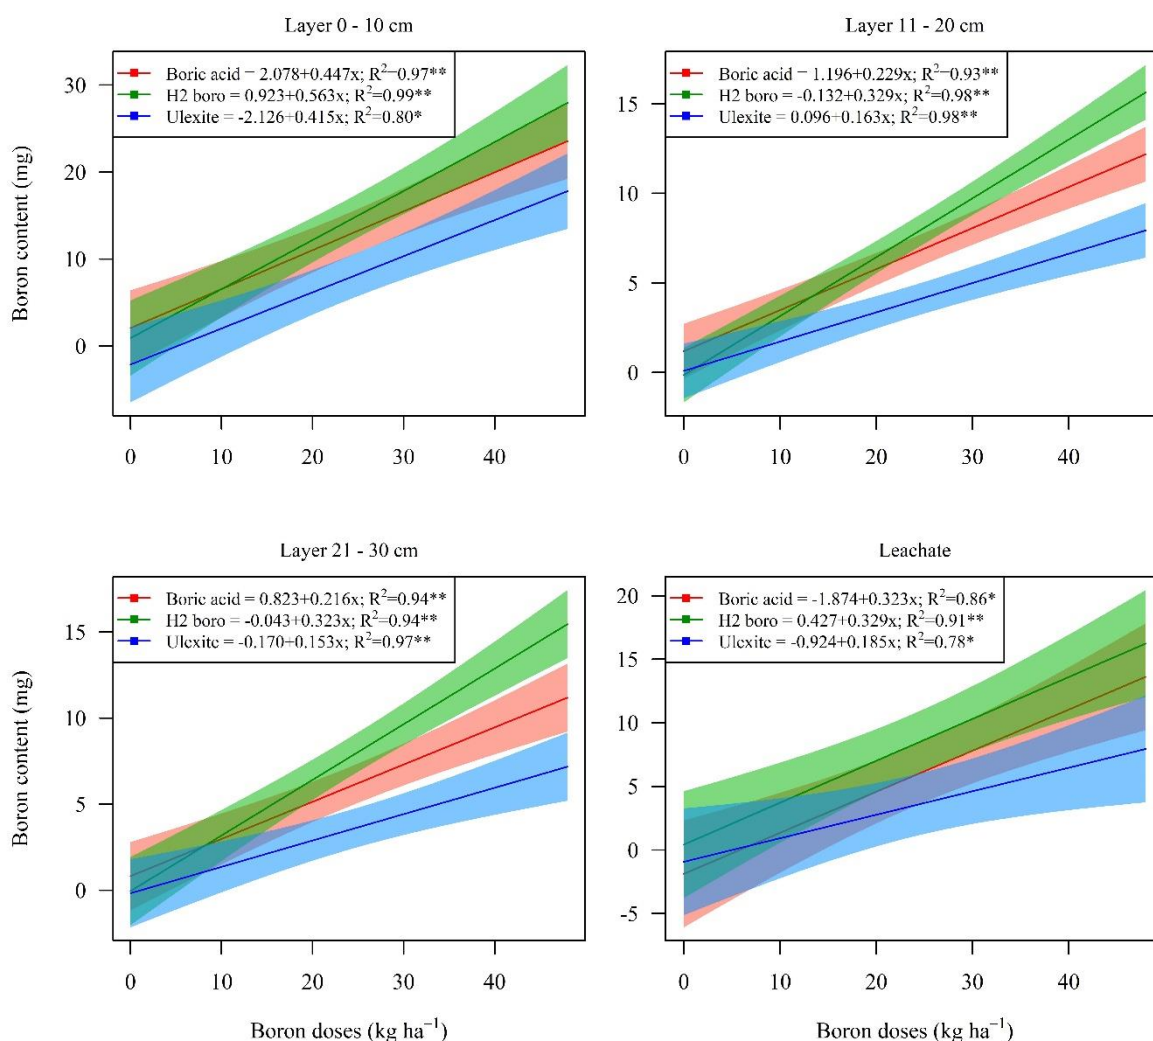 Layer 0 - 10 cm
Boric acid = 2.078+0.447x; R²=0.97**
H2 boro = 0.923+0.563x; R²=0.99**
Ulexite = -2.126+0.415x; R²=0.80*
30
20
10
0
Boron content (mg)
0 10 20 30 40
Layer 11 - 20 cm
Boric acid = 1.196+0.229x; R²=0.93**
H2 boro = -0.132+0.329x; R²=0.98**
Ulexite = 0.096+0.163x; R²=0.98**
15
10
5
0
0 10 20 30 40
Layer 21 - 30 cm
Boric acid = 0.823+0.216x; R²=0.94**
H2 boro = -0.043+0.323x; R²=0.94**
Ulexite = -0.170+0.153x; R²=0.97**
15
10
5
0
Boron content (mg)
0 10 20 30 40
Boron doses (kg ha⁻¹)
Leachate
Boric acid = -1.874+0.323x; R²=0.86*
H2 boro = 0.427+0.329x; R²=0.91**
Ulexite = -0.924+0.185x; R²=0.78*
20
15
10
5
0
-5
0 10 20 30 40
Boron doses (kg ha⁻¹)